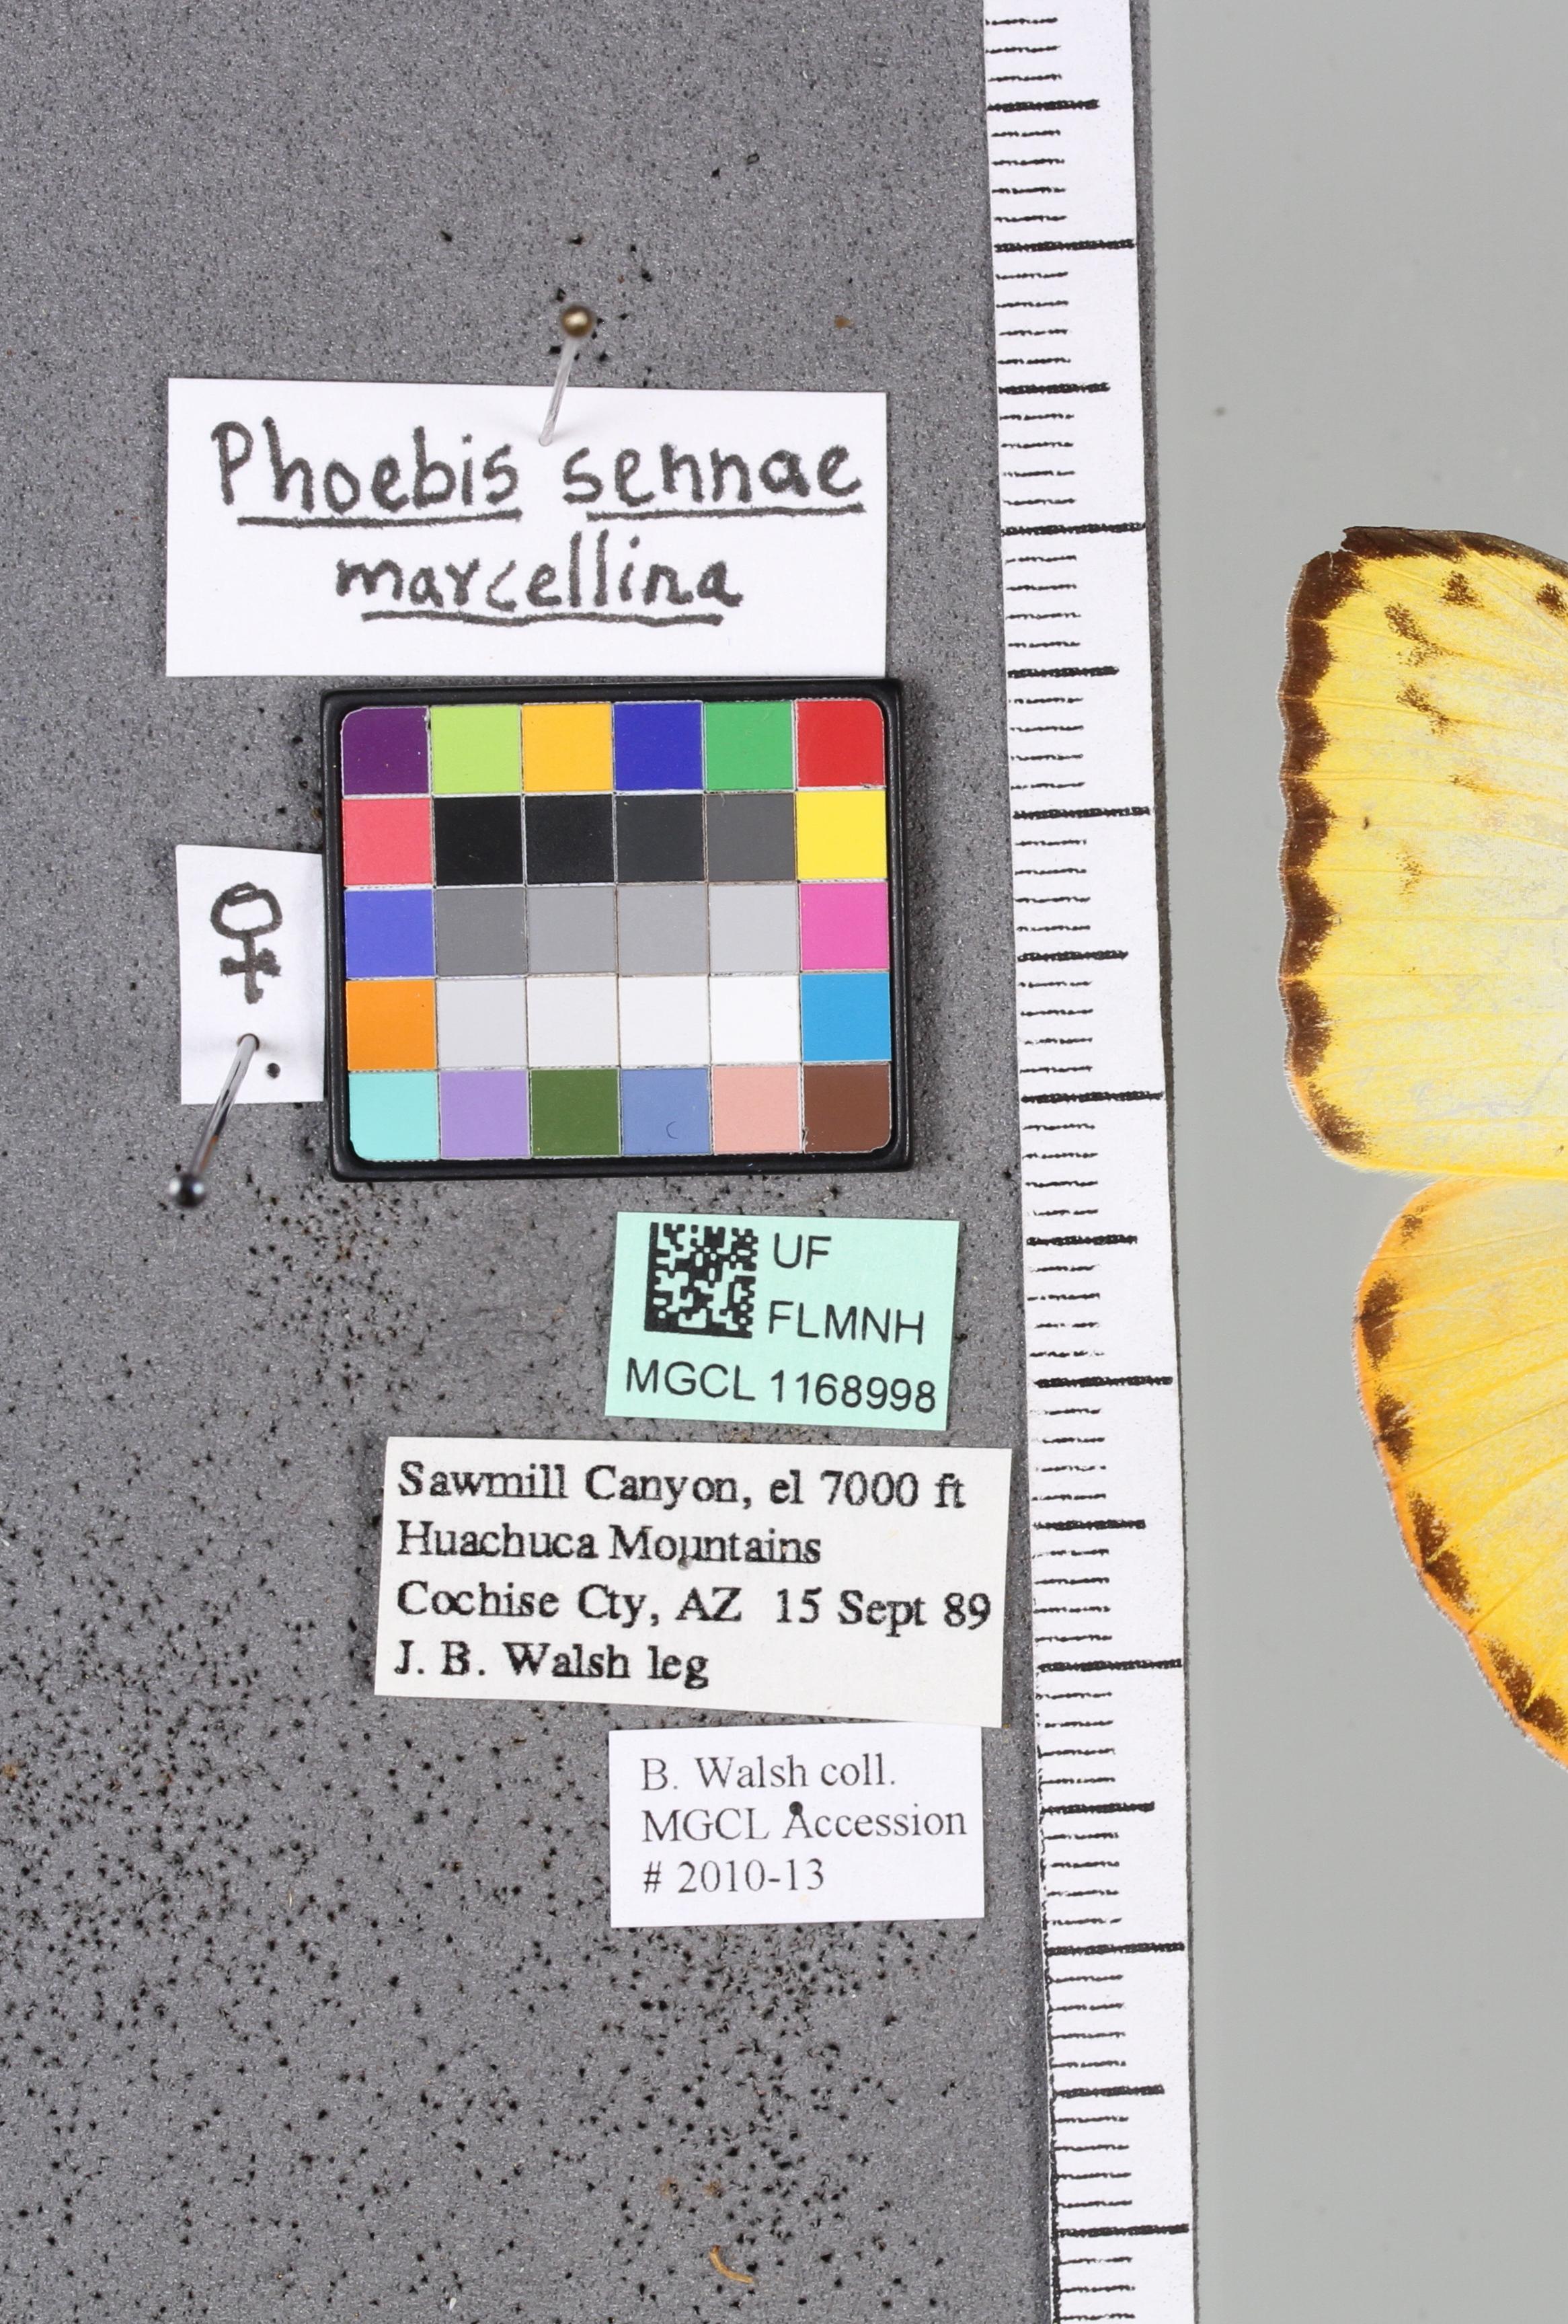 Phoebis sennae
marcellina
♀
UF
FLMNH
MGCL 1168998
Sawmill Canyon, el 7000 ft
Huachuca Mountains
Cochise Cty, AZ 15 Sept 89
J. B. Walsh leg
B. Walsh coll.
MGCL Accession
# 2010-13